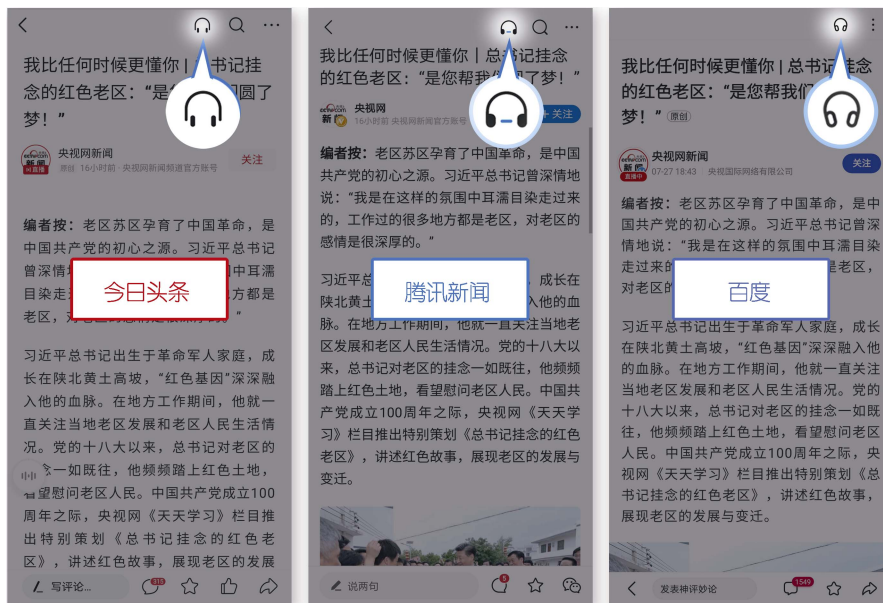 我比任何时候更懂你 | 书记挂
念的红色老区：“是 圆了
梦！”
央视网新闻
原创 16小时前 · 央视网新闻频道官方账号
关注
编者按：老区苏区孕育了中国革命，是
中国共产党的初心之源。习近平总书记
曾深情 中耳濡
目染走 方都是
老区，
今日头条
习近平总书记出生于革命军人家庭，成
长在陕北黄土高坡，“红色基因”深深融
入他的血脉。在地方工作期间，他就一
直关注当地老区发展和老区人民生活情
况。党的十八大以来，总书记对老区的
念一如既往，他频频踏上红色土地，
看望慰问老区人民。中国共产党成立100
周年之际，央视网《天天学习》栏目推
出特别策划《总书记挂念的红色老
区》，讲述红色故事，展现老区的发展
写评论...
315
我比任何时候更懂你｜总书记挂念
的红色老区：“是您帮我 了梦！”
央视网
16小时前 央视网新闻官方账号
+ 关注
编者按：老区苏区孕育了中国革命，是中国
共产党的初心之源。习近平总书记曾深情地
说：“我是在这样的氛围中耳濡目染走过来
的，工作过的很多地方都是老区，对老区的
感情是很深厚的。”
腾讯新闻
习近平总 ，成长在
陕北黄土 入他的血
脉。在地方工作期间，他就一直关注当地老
区发展和老区人民生活情况。党的十八大以
来，总书记对老区的挂念一如既往，他频频
踏上红色土地，看望慰问老区人民。中国共
产党成立100周年之际，央视网《天天学
习》栏目推出特别策划《总书记挂念的红色
老区》，讲述红色故事，展现老区的发展与
变迁。
说两句
6
我比任何时候更懂你 | 总书记挂念
的红色老区：“是您帮我们
梦！” 原创
央视网新闻
直播中
07-27 18:43 央视国际网络有限公司
关注
编者按：老区苏区孕育了中国革命，是中
国共产党的初心之源。习近平总书记曾深
情地说：“我是在这样的氛围中耳濡目染
走过来的 是老区，
对老区的
百度
习近平总书记出生于革命军人家庭，成长
在陕北黄土高坡，“红色基因”深深融入他
的血脉。在地方工作期间，他就一直关注
当地老区发展和老区人民生活情况。党的
十八大以来，总书记对老区的挂念一如既
往，他频频踏上红色土地，看望慰问老区
人民。中国共产党成立100周年之际，央
视网《天天学习》栏目推出特别策划《总
书记挂念的红色老区》，讲述红色故事，
展现老区的发展与变迁。
发表神评妙论
1549